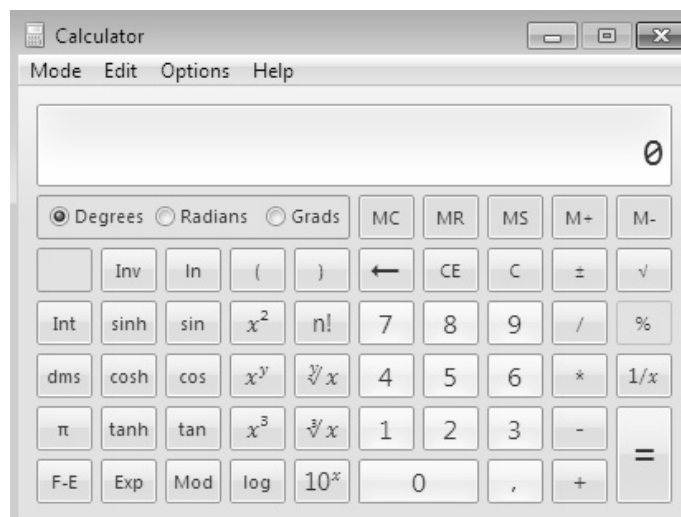 Calculator
Mode Edit Options Help
0
Degrees Radians Grads MC MR MS M+ M-
Inv ln ( ) ← CE C ± √
Int sinh sin x² n! 7 8 9 / %
dms cosh cos xʸ ʸ√x 4 5 6 * 1/x
π tanh tan x³ ³√x 1 2 3 - =
F-E Exp Mod log 10ˣ 0 , +